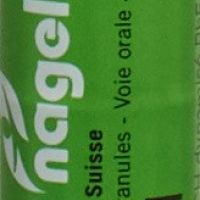 nagel
Suisse
anules - Voie orale -